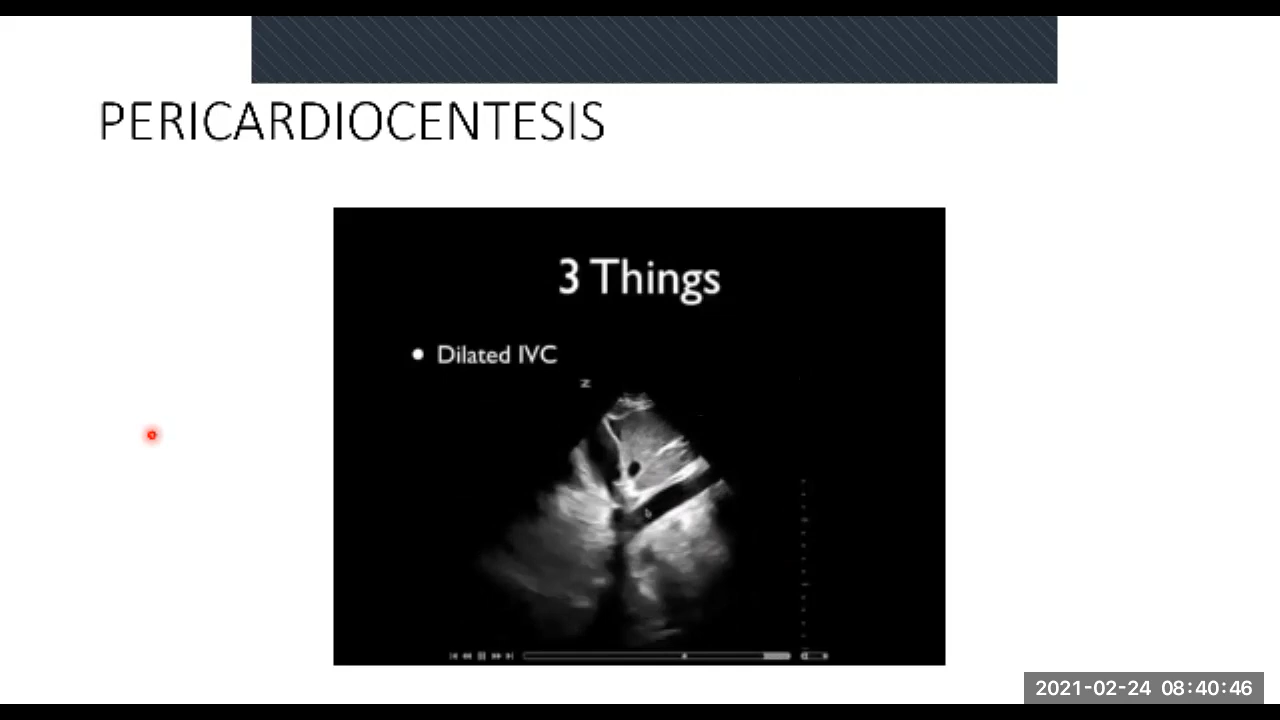 PERICARDIOCENTESIS
3 Things
• Dilated IVC
2021-02-24 08:40:46